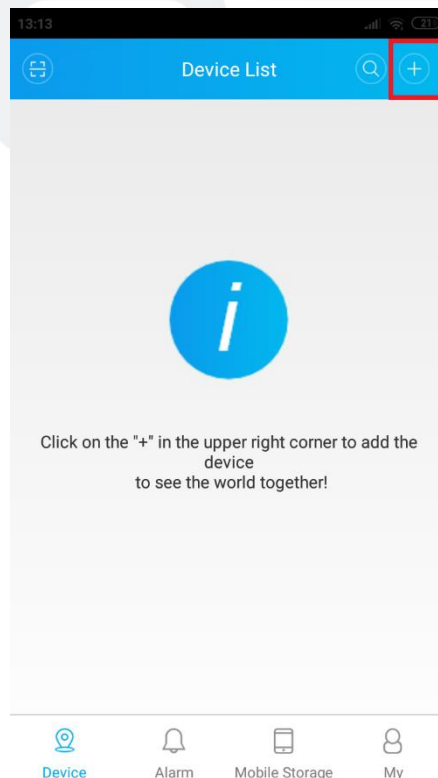 13:13
21
Device List
i
Click on the "+" in the upper right corner to add the
device
to see the world together!
Device Alarm Mobile Storage My